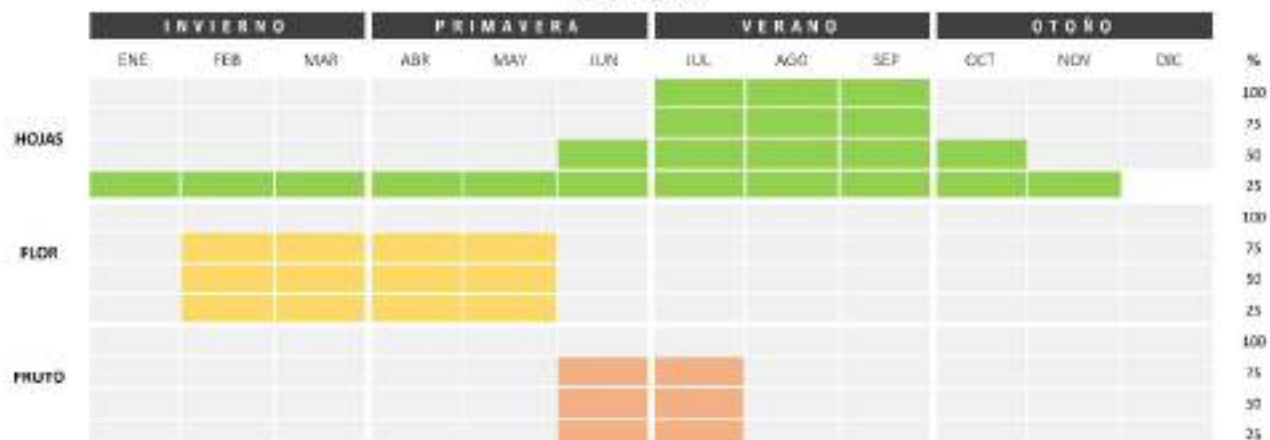 INVIERNO PRIMAVERA VERANO OTOÑO
ENE FEB MAR ABR MAY JUN JUL AGO SEP OCT NOV DIC %
100
75
HOJAS
50
25
100
FLOR 75
50
25
100
FRUTO 75
50
25